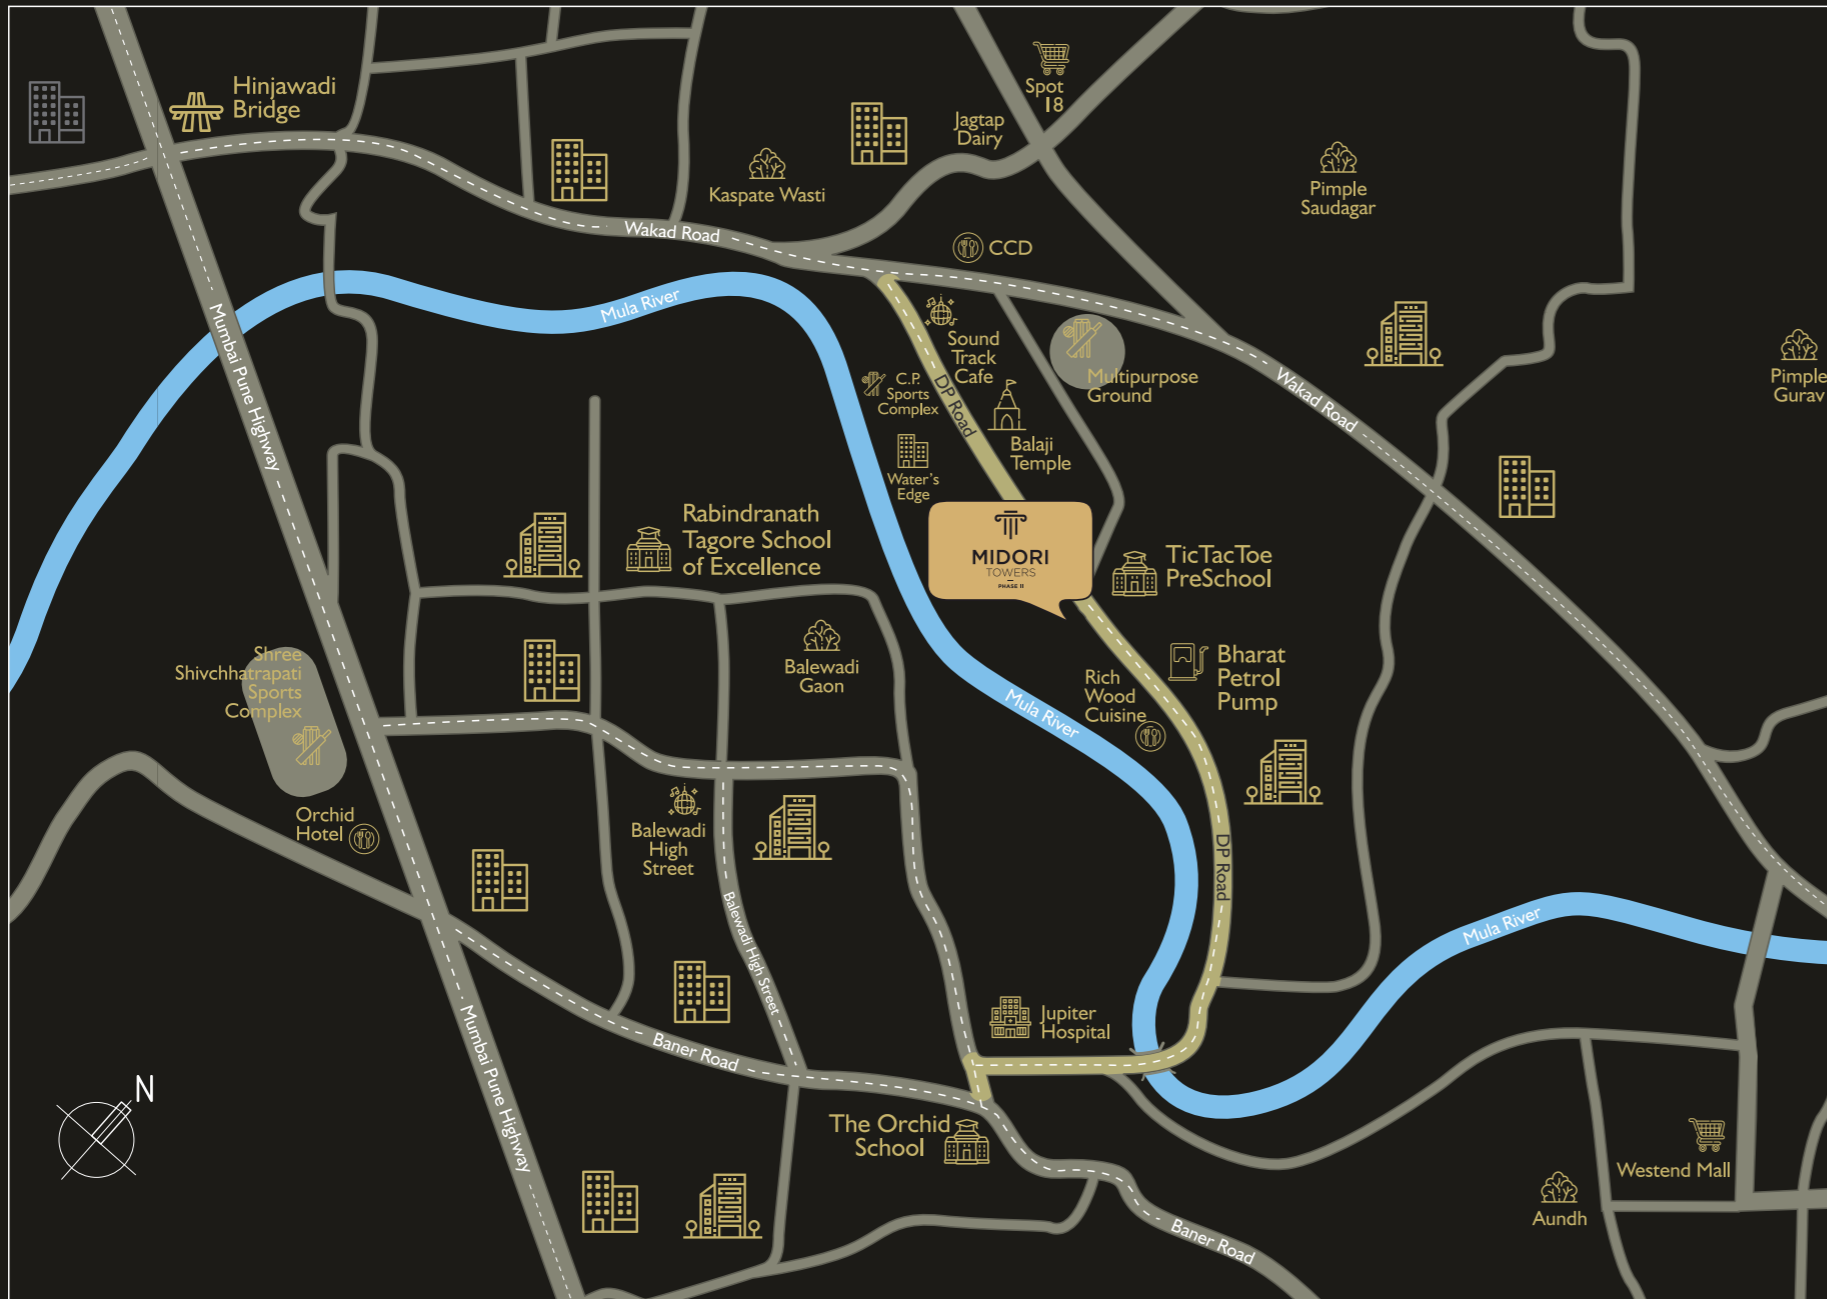 Hinjawadi
Bridge
Spot
18
Jagtap
Dairy
Kaspate Wasti
Pimple
Saudagar
Wakad Road
CCD
Mula River
Mumbai Pune Highway
Sound
Track
Cafe
C.P.
Sports
Complex
DP Road
Multipurpose
Ground
Wakad Road
Pimple
Gurav
Balaji
Temple
Water's
Edge
Rabindranath
Tagore School
of Excellence
MIDORI
TOWERS
PHASE II
TicTacToe
PreSchool
Shree
Shivchhatrapati
Sports
Complex
Balewadi
Gaon
Rich
Wood
Cuisine
Bharat
Petrol
Pump
Mula River
Orchid
Hotel
Balewadi
High
Street
DP Road
Balewadi High Street
Mula River
Jupiter
Hospital
Mumbai Pune Highway
Baner Road
N
The Orchid
School
Westend Mall
Aundh
Baner Road